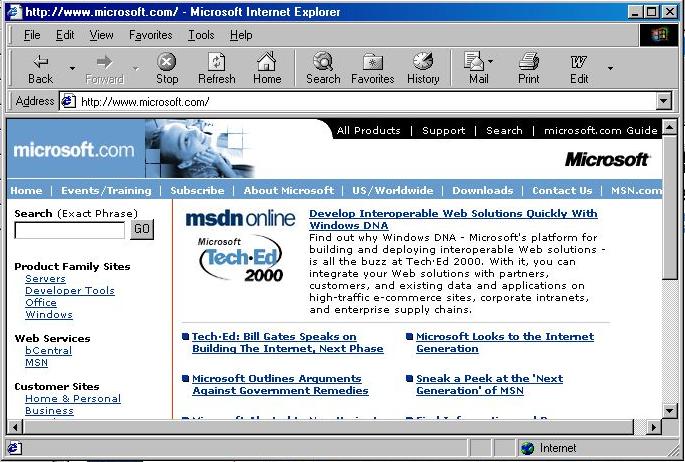 http://www.microsoft.com/ - Microsoft Internet Explorer
File Edit View Favorites Tools Help
Back Forward Stop Refresh Home Search Favorites History Mail Print Edit
Address http://www.microsoft.com/
All Products | Support | Search | microsoft.com Guide
microsoft.com
Microsoft
Home | Events/Training | Subscribe | About Microsoft | US/Worldwide | Downloads | Contact Us | MSN.com
Search (Exact Phrase)
GO
Product Family Sites
Servers
Developer Tools
Office
Windows
Web Services
bCentral
MSN
Customer Sites
Home & Personal
Business
msdn online
Microsoft
Tech·Ed
2000
Develop Interoperable Web Solutions Quickly With
Windows DNA
Find out why Windows DNA - Microsoft's platform for
building and deploying interoperable Web solutions -
is all the buzz at Tech·Ed 2000. With it, you can
integrate your Web solutions with partners,
customers, and existing data and applications on
high-traffic e-commerce sites, corporate intranets,
and enterprise supply chains.
Tech·Ed: Bill Gates Speaks on
Building The Internet, Next Phase
Microsoft Looks to the Internet
Generation
Microsoft Outlines Arguments
Against Government Remedies
Sneak a Peek at the 'Next
Generation' of MSN
Internet